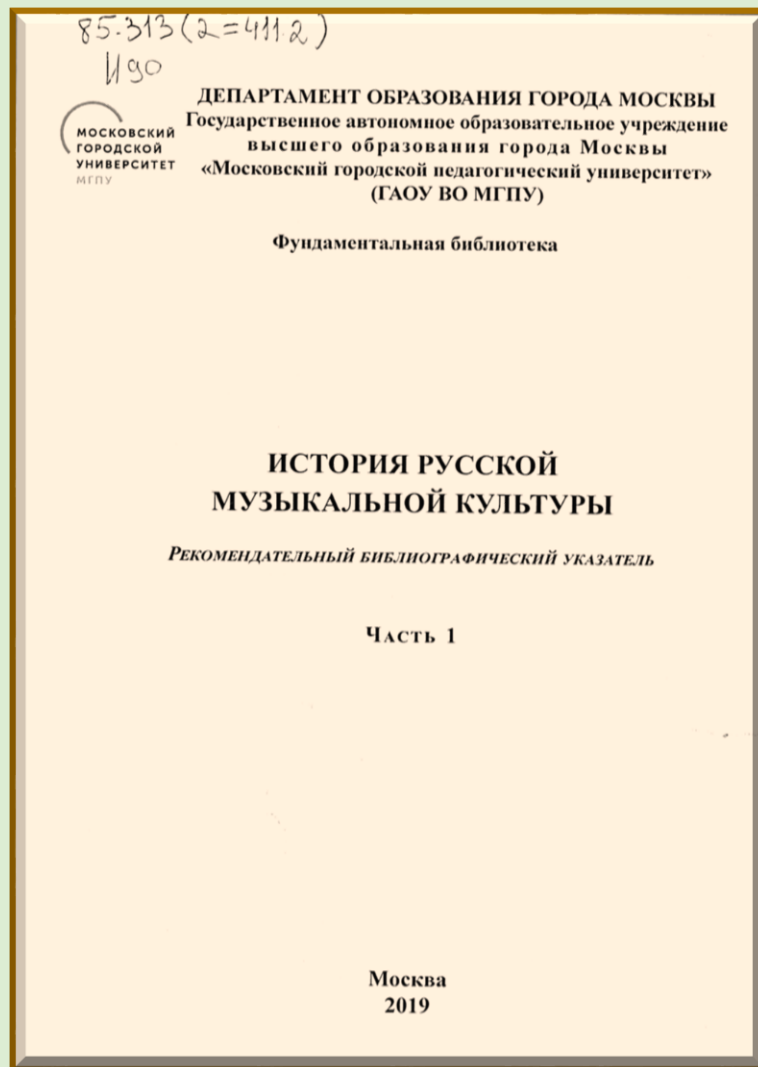 85.313(2=411.2)
И90
МОСКОВСКИЙ
ГОРОДСКОЙ
УНИВЕРСИТЕТ
МГПУ
ДЕПАРТАМЕНТ ОБРАЗОВАНИЯ ГОРОДА МОСКВЫ
Государственное автономное образовательное учреждение
высшего образования города Москвы
«Московский городской педагогический университет»
(ГАОУ ВО МГПУ)
Фундаментальная библиотека
ИСТОРИЯ РУССКОЙ
МУЗЫКАЛЬНОЙ КУЛЬТУРЫ
РЕКОМЕНДАТЕЛЬНЫЙ БИБЛИОГРАФИЧЕСКИЙ УКАЗАТЕЛЬ
ЧАСТЬ 1
Москва
2019